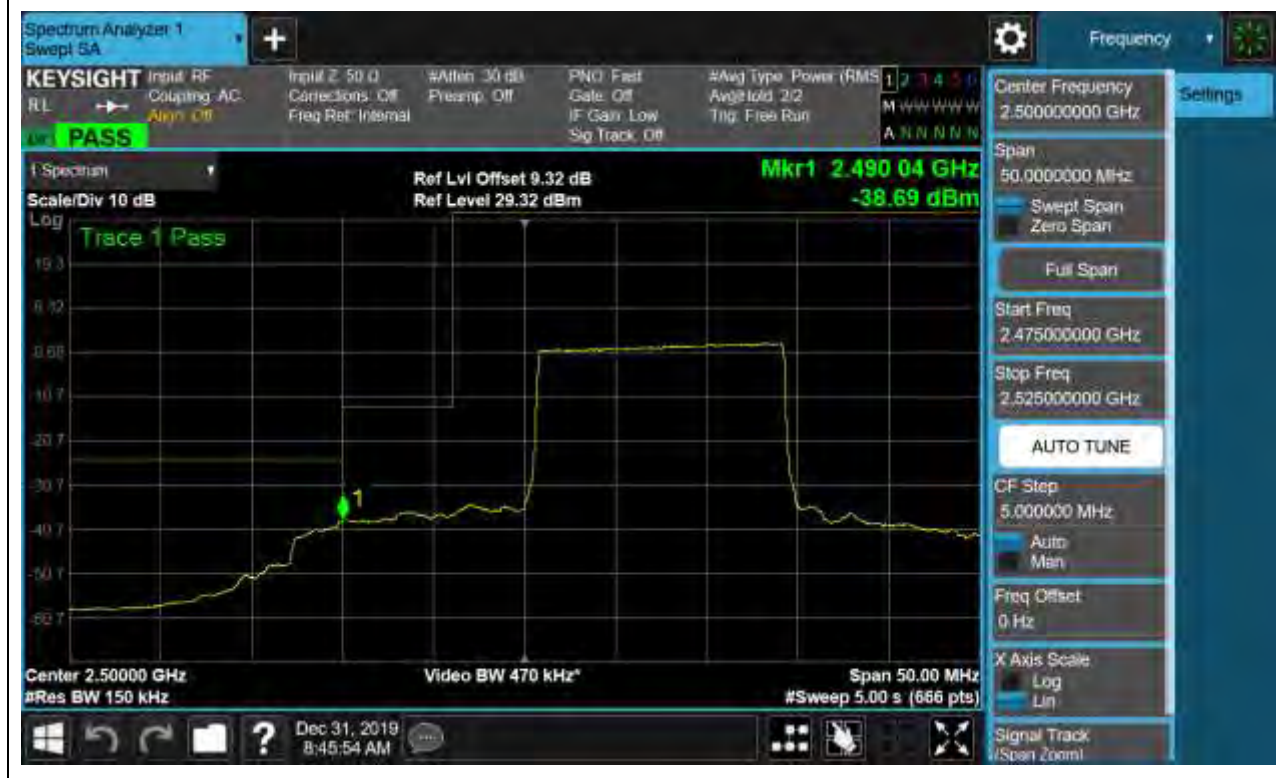 Spectrum Analyzer 1
Swept SA
+
Frequency
KEYSIGHT
RL
Input: RF
Coupling: AC
Align: Off
Input Z: 50 Ω
Corrections: Off
Freq Ref: Internal
#Atten: 30 dB
Preamp: Off
PNO: Fast
Gate: Off
IF Gain: Low
Sig Track: Off
#Avg Type: Power (RMS
Avg|Hold: 2/2
Trig: Free Run
1 2 3 4 5 6
M W W W W W
A N N N N N
PASS
1 Spectrum
Scale/Div 10 dB
Ref Lvl Offset 9.32 dB
Ref Level 29.32 dBm
Mkr1 2.490 04 GHz
-38.69 dBm
Log
Trace 1 Pass
19.3
-10.7
-20.7
-30.7
-40.7
-50.7
-60.7
1
Center 2.50000 GHz
#Res BW 150 kHz
Video BW 470 kHz*
Span 50.00 MHz
#Sweep 5.00 s (666 pts)
Dec 31, 2019
8:45:54 AM
?
Center Frequency
2.500000000 GHz
Settings
Span
50.0000000 MHz
Swept Span
Zero Span
Full Span
Start Freq
2.475000000 GHz
Stop Freq
2.525000000 GHz
AUTO TUNE
CF Step
5.000000 MHz
Auto
Man
Freq Offset
0 Hz
X Axis Scale
Log
Lin
Signal Track
(Span Zoom)